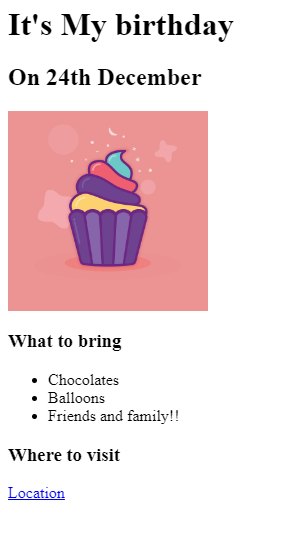 It's My birthday
On 24th December
What to bring
Chocolates
Balloons
Friends and family!!
Where to visit
Location